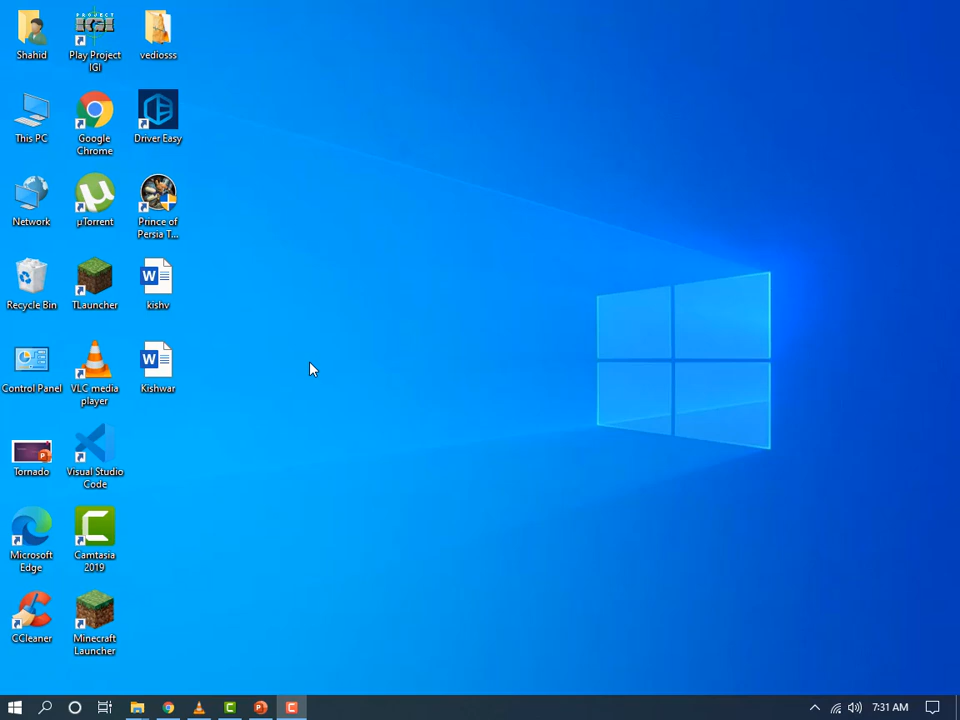 Shahid
PROJECT
IGI
Play Project
IGI
vediosss
This PC
Google
Chrome
Driver Easy
Network
µTorrent
Prince of
Persia T...
Recycle Bin
TLauncher
kishv
Control Panel
VLC media
player
Kishwar
Tornado
Visual Studio
Code
Microsoft
Edge
Camtasia
2019
CCleaner
Minecraft
Launcher
7:31 AM